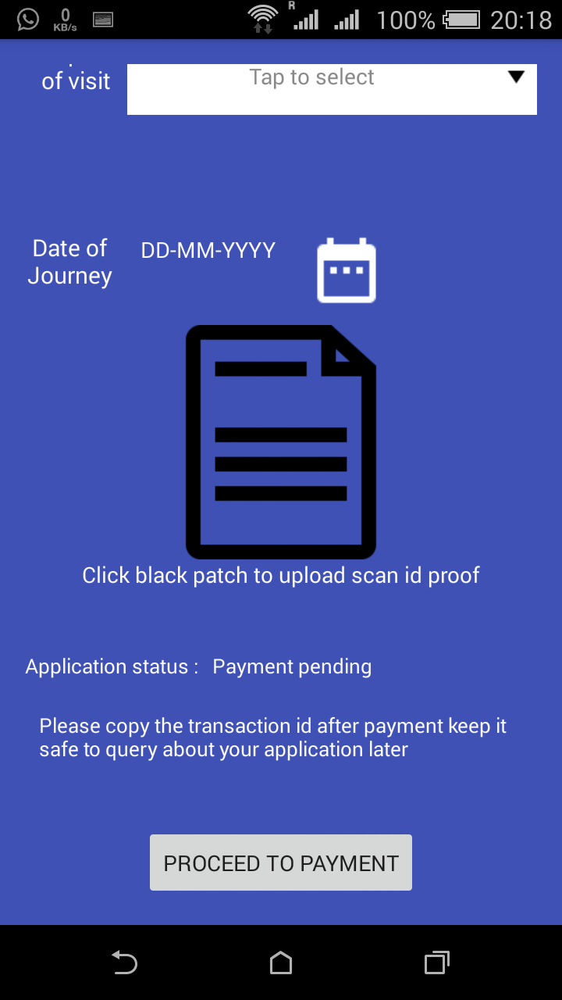 0
KB/s
R
100%
20:18
of visit
Tap to select
Date of
Journey
DD-MM-YYYY
Click black patch to upload scan id proof
Application status :
Payment pending
Please copy the transaction id after payment keep it
safe to query about your application later
PROCEED TO PAYMENT